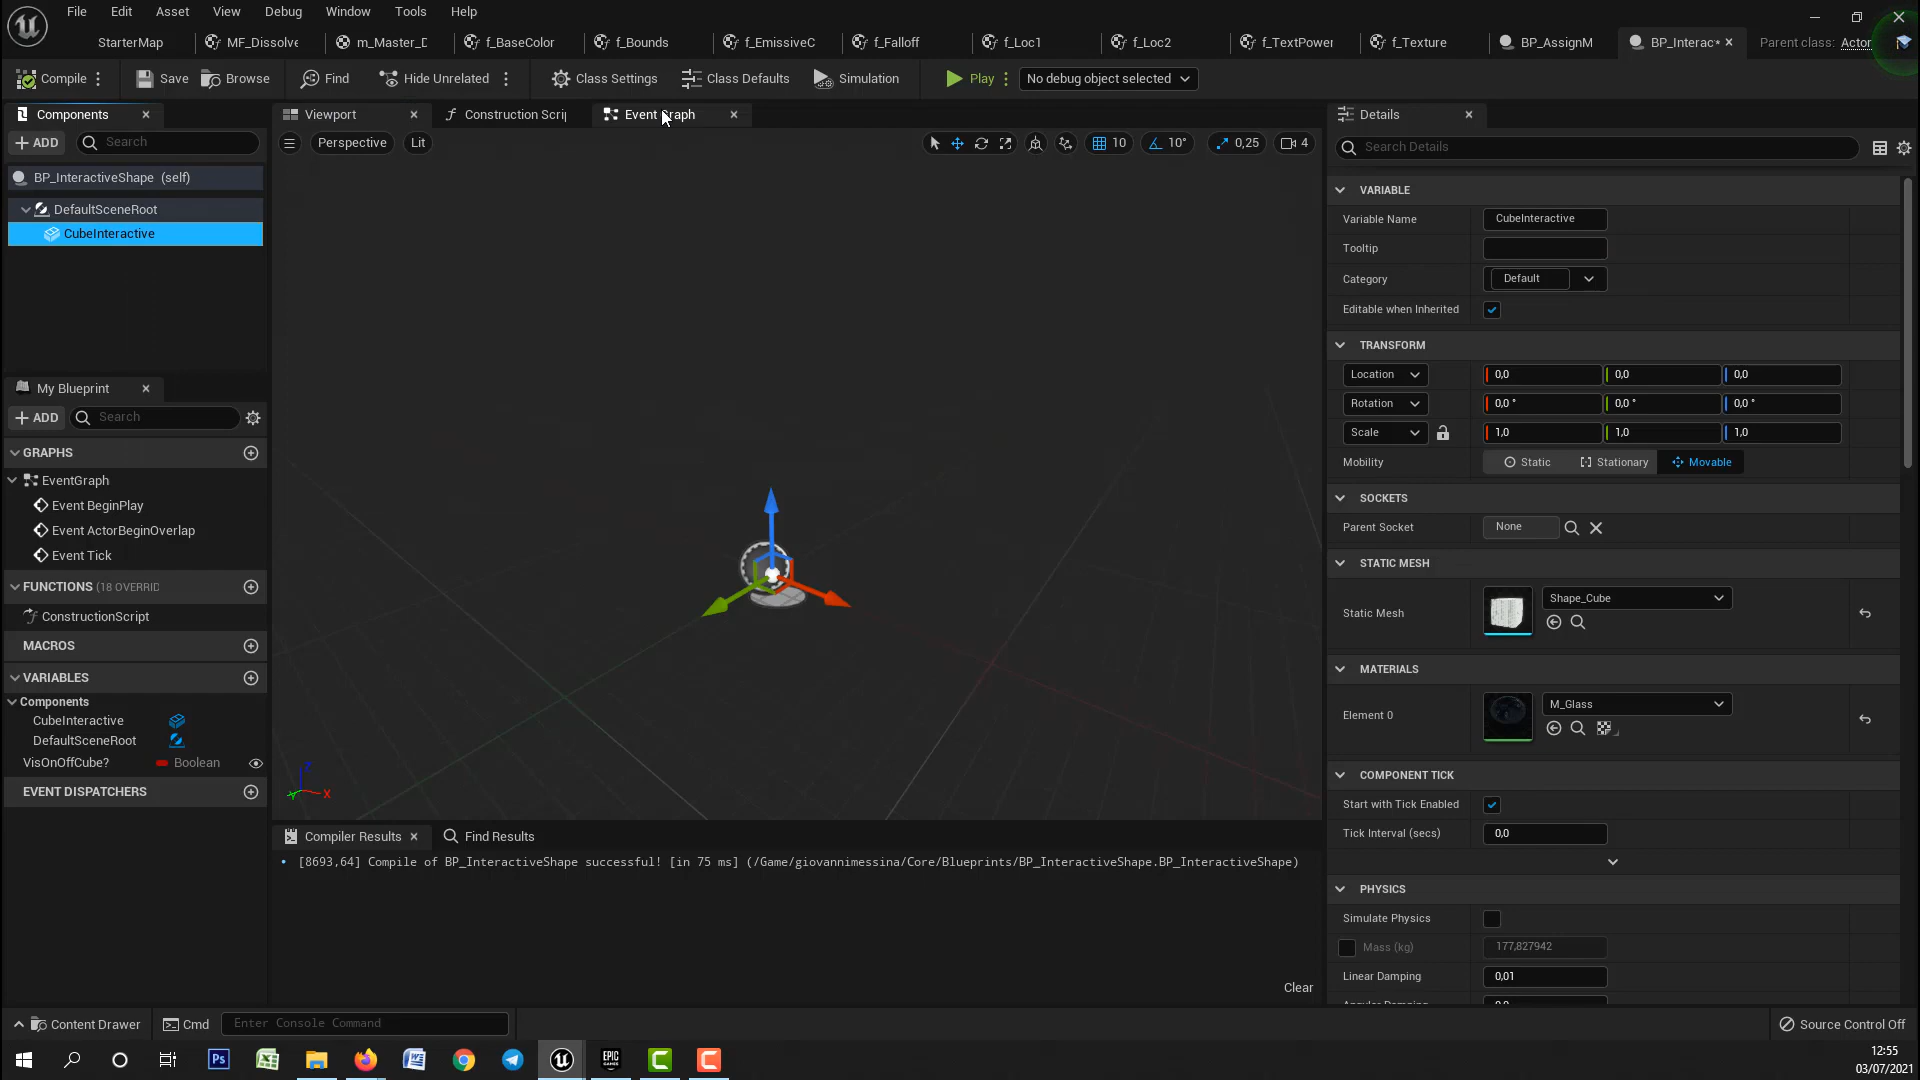 File Edit Asset View Debug Window Tools Help
StarterMap MF_Dissolve m_Master_D f_BaseColor f_Bounds f_EmissiveC f_Falloff f_Loc1 f_Loc2 f_TextPower f_Texture BP_AssignM BP_Interac* Parent class: Actor
Compile Save Browse Find Hide Unrelated Class Settings Class Defaults Simulation Play No debug object selected
Components
ADD Search
BP_InteractiveShape (self)
DefaultSceneRoot
CubeInteractive
My Blueprint
ADD Search
GRAPHS
EventGraph
Event BeginPlay
Event ActorBeginOverlap
Event Tick
FUNCTIONS (18 OVERRID
ConstructionScript
MACROS
VARIABLES
Components
CubeInteractive
DefaultSceneRoot
VisOnOffCube? Boolean
EVENT DISPATCHERS
Viewport Construction Scrip Event Graph
Perspective Lit 10 10° 0,25 4
Z
X
Y
Compiler Results Find Results
• [8693,64] Compile of BP_InteractiveShape successful! [in 75 ms] (/Game/giovannimessina/Core/Blueprints/BP_InteractiveShape.BP_InteractiveShape)
Clear
Details
Search Details
VARIABLE
Variable Name CubeInteractive
Tooltip
Category Default
Editable when Inherited
TRANSFORM
Location 0,0 0,0 0,0
Rotation 0,0 ° 0,0 ° 0,0 °
Scale 1,0 1,0 1,0
Mobility Static Stationary Movable
SOCKETS
Parent Socket None
STATIC MESH
Static Mesh Shape_Cube
MATERIALS
Element 0 M_Glass
COMPONENT TICK
Start with Tick Enabled
Tick Interval (secs) 0,0
PHYSICS
Simulate Physics
Mass (kg) 177,827942
Linear Damping 0,01
Angular Damping 0,0
Content Drawer Cmd Enter Console Command Source Control Off
Ps EPIC GAMES
12:55
03/07/2021